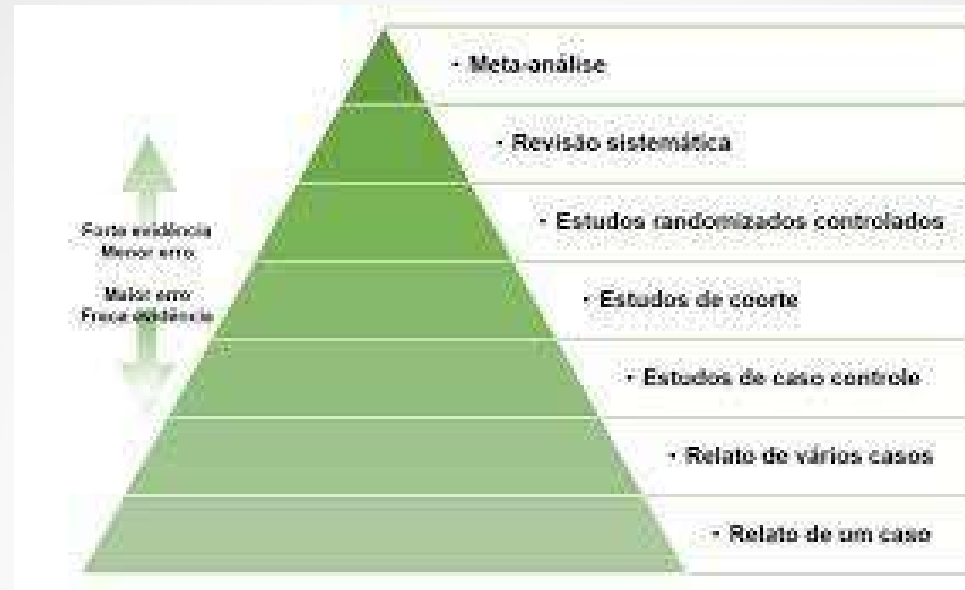 • Meta-análise
• Revisão sistemática
• Estudos randomizados controlados
Forte evidência
Menor erro
• Estudos de coorte
Maior erro
Fraca evidência
• Estudos de caso controle
• Relato de vários casos
• Relato de um caso